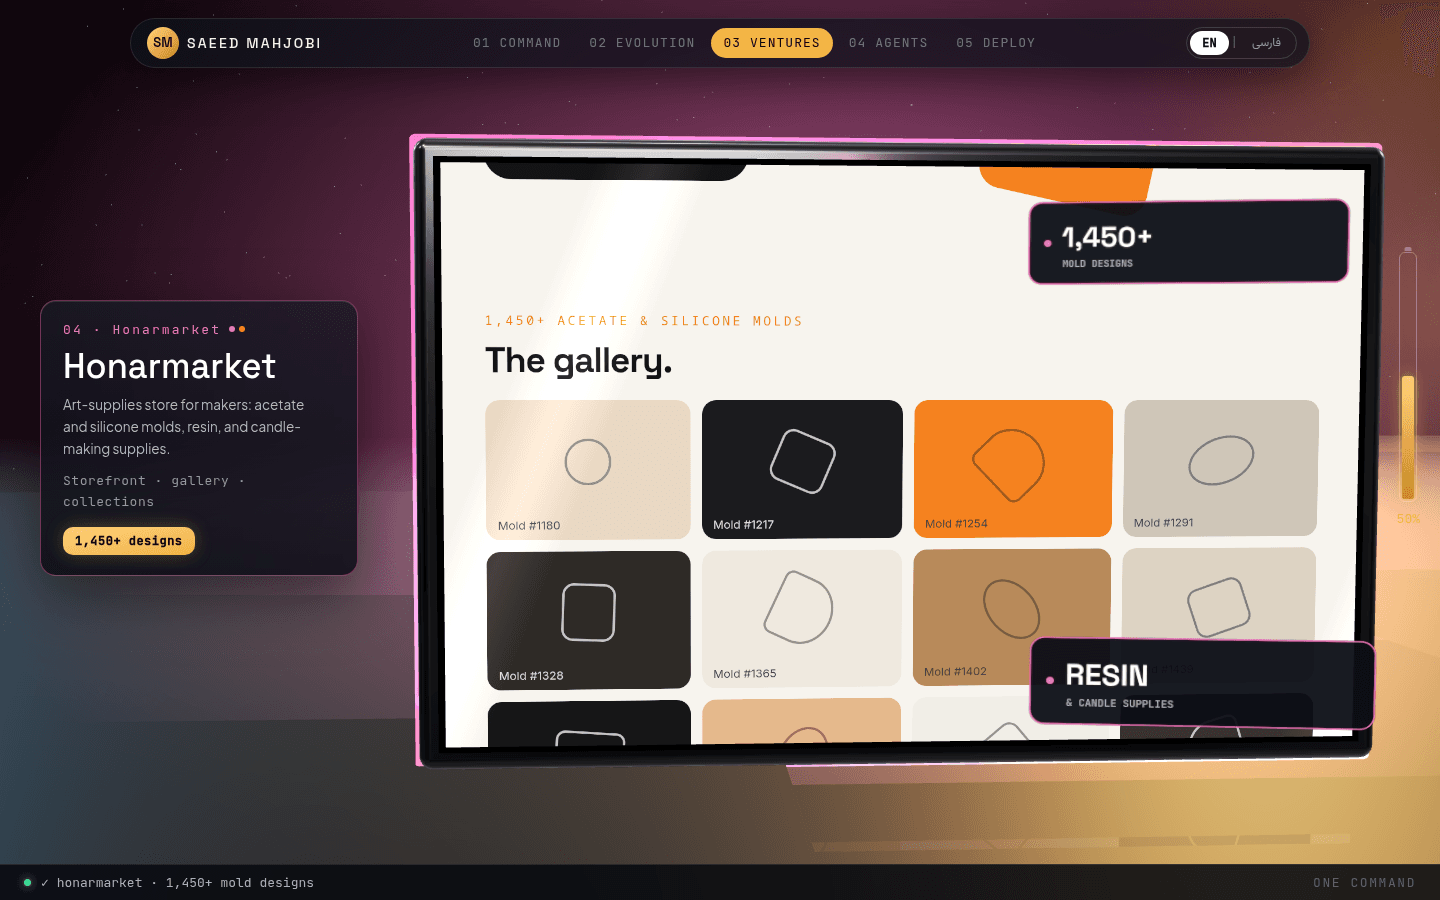 SM SAEED MAHJOBI
01 COMMAND
02 EVOLUTION
03 VENTURES
04 AGENTS
05 DEPLOY
EN
فارسی
04 · Honarmarket
Honarmarket
Art-supplies store for makers: acetate
and silicone molds, resin, and candle-
making supplies.
Storefront · gallery ·
collections
1,450+ designs
1,450+
MOLD DESIGNS
1,450+ ACETATE & SILICONE MOLDS
The gallery.
Mold #1180
Mold #1217
Mold #1254
Mold #1291
Mold #1328
Mold #1365
Mold #1402
RESIN
& CANDLE SUPPLIES
✓ honarmarket · 1,450+ mold designs
ONE COMMAND